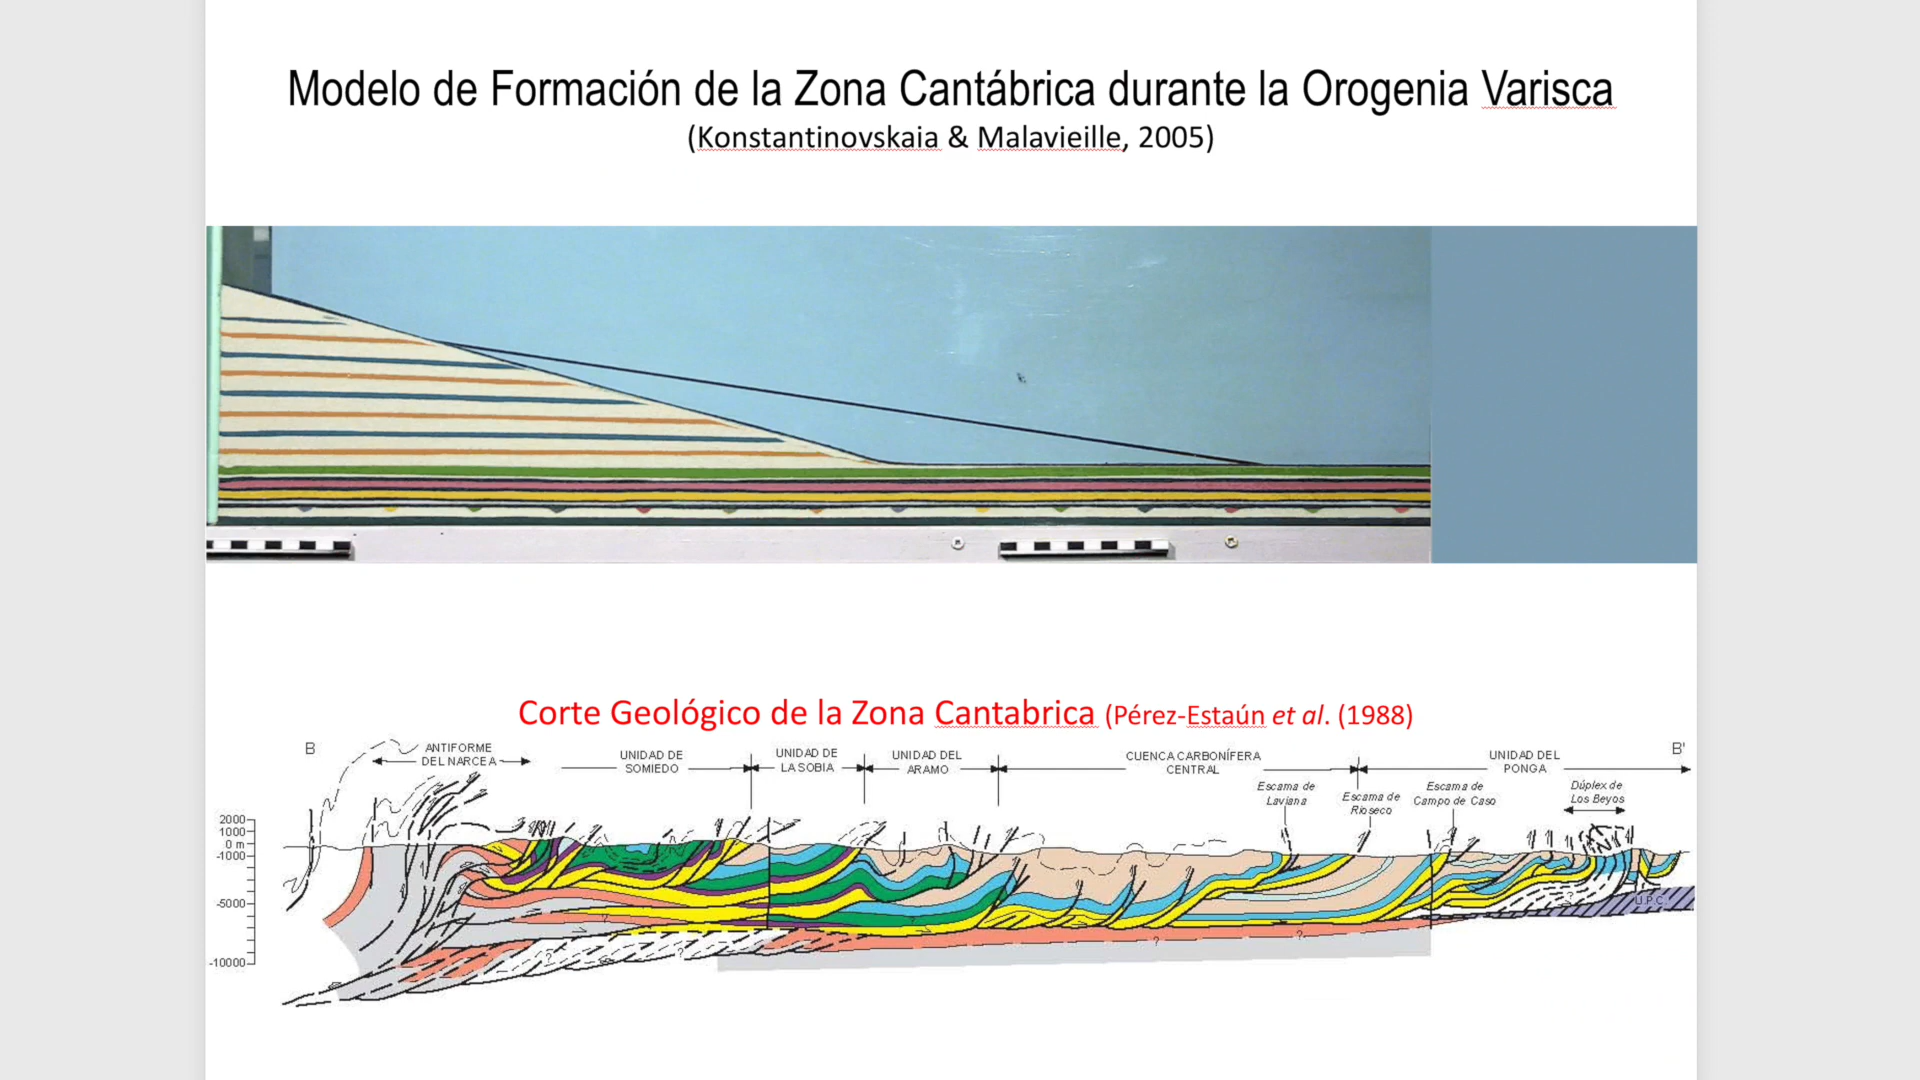 Modelo de Formación de la Zona Cantábrica durante la Orogenia Varisca
(Konstantinovskaia & Malavieille, 2005)
Corte Geológico de la Zona Cantabrica (Pérez-Estaún et al. (1988)
B
ANTIFORME
DEL NARCEA
UNIDAD DE
SOMIEDO
UNIDAD DE
LA SOBIA
UNIDAD DEL
ARAMO
CUENCA CARBONÍFERA
CENTRAL
UNIDAD DEL
PONGA
B'
Escama de
Laviana
Escama de
Rioseco
Escama de
Campo de Caso
Dúplex de
Los Beyos
2000
1000
0 m
-1000
-5000
-10000
U.P.C.
?
?
?
?
?
?
?
?